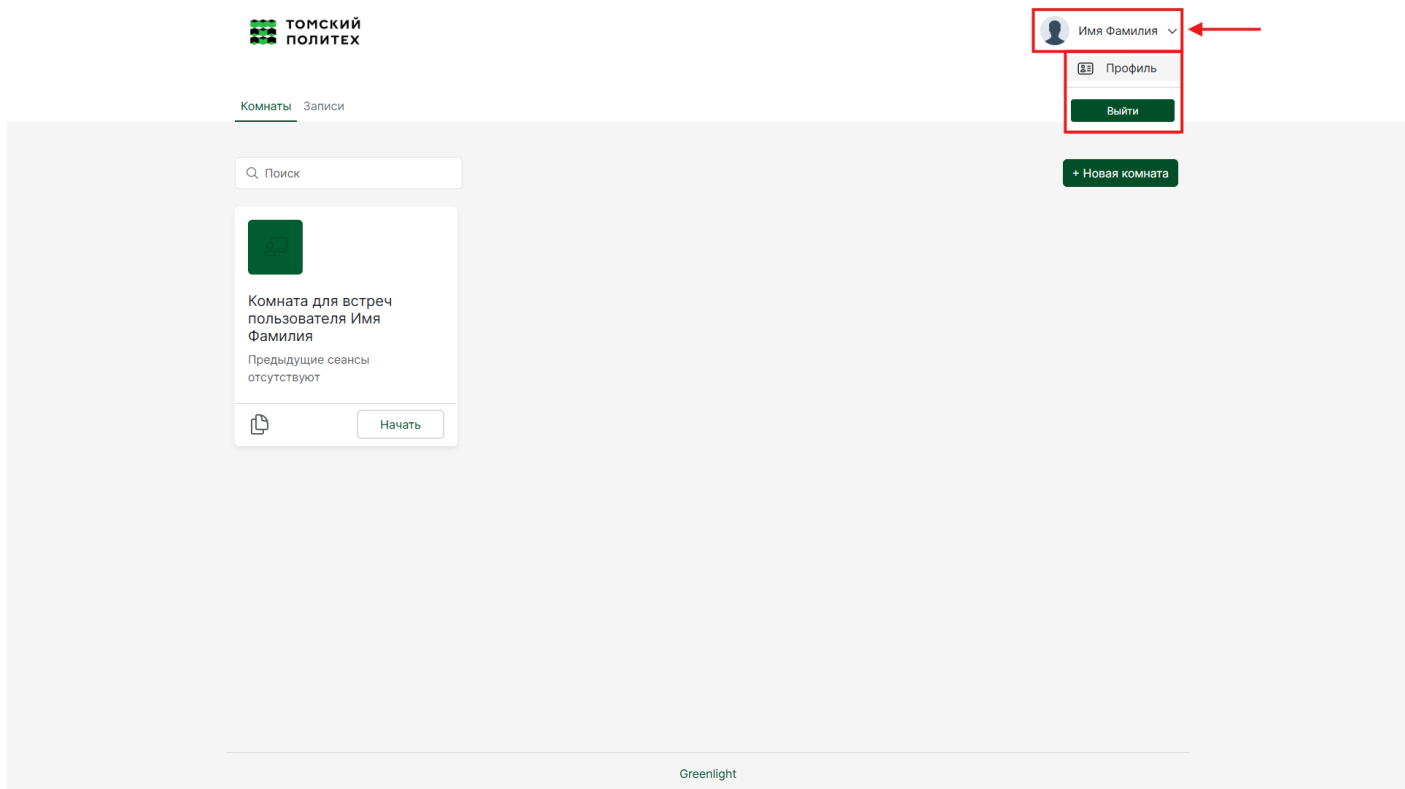 ТОМСКИЙ
ПОЛИТЕХ
Имя Фамилия
Профиль
Выйти
Комнаты Записи
Поиск
+ Новая комната
Комната для встреч
пользователя Имя
Фамилия
Предыдущие сеансы
отсутствуют
Начать
Greenlight